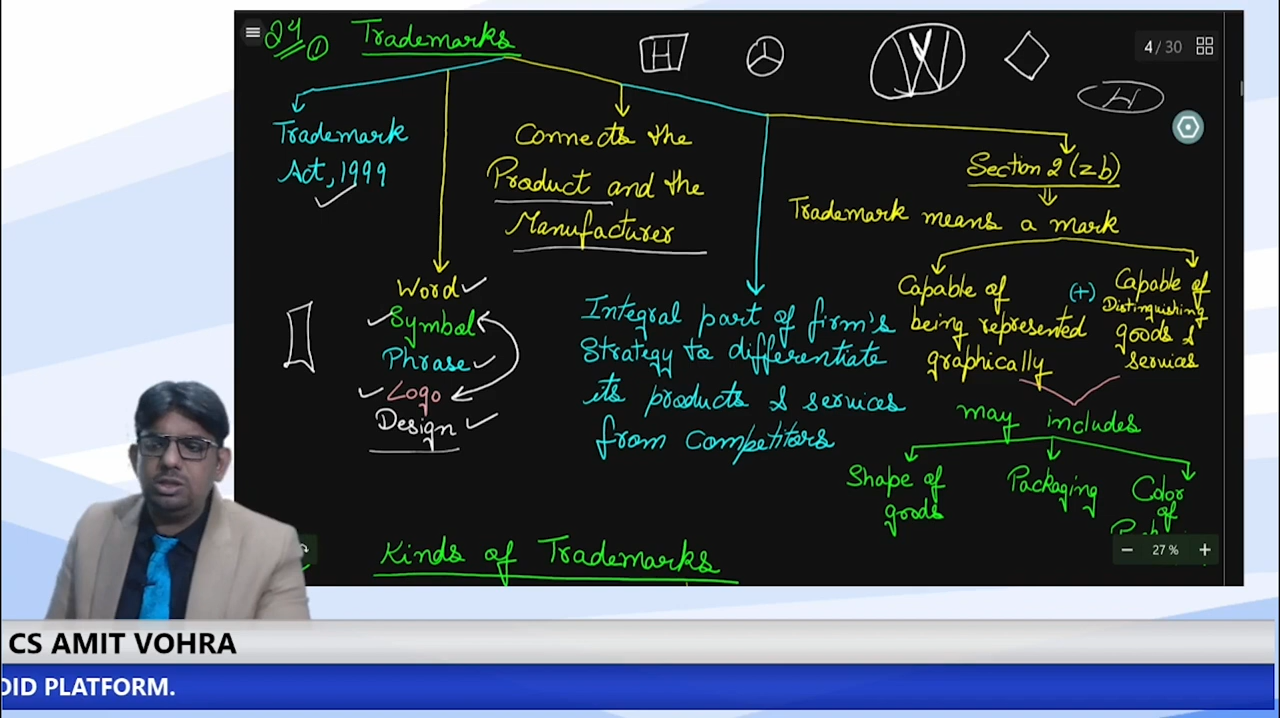 24 ①
Trademarks
4 / 30
Trademark
Act, 1999
Connects the
Product and the
Manufacturer
Section 2 (zb)
Trademark means a mark
Word
Symbol
Phrase
Logo
Design
Integral part of firm's
Strategy to differentiate
its products & services
from competitors
Capable of
being represented
graphically
(+)
Capable of
Distinguishing
goods &
services
may includes
Shape of
goods
Packaging
Color
of
Kinds of Trademarks
− 27 % +
CS AMIT VOHRA
OID PLATFORM.